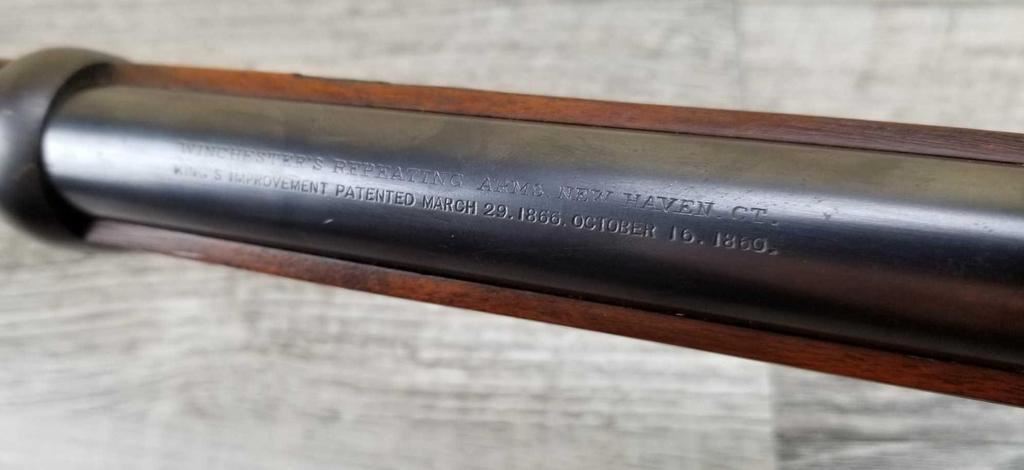 WINCHESTER'S REPEATING ARMS. NEW HAVEN. CT.
KING'S IMPROVEMENT PATENTED MARCH 29. 1866. OCTOBER 16. 1860.